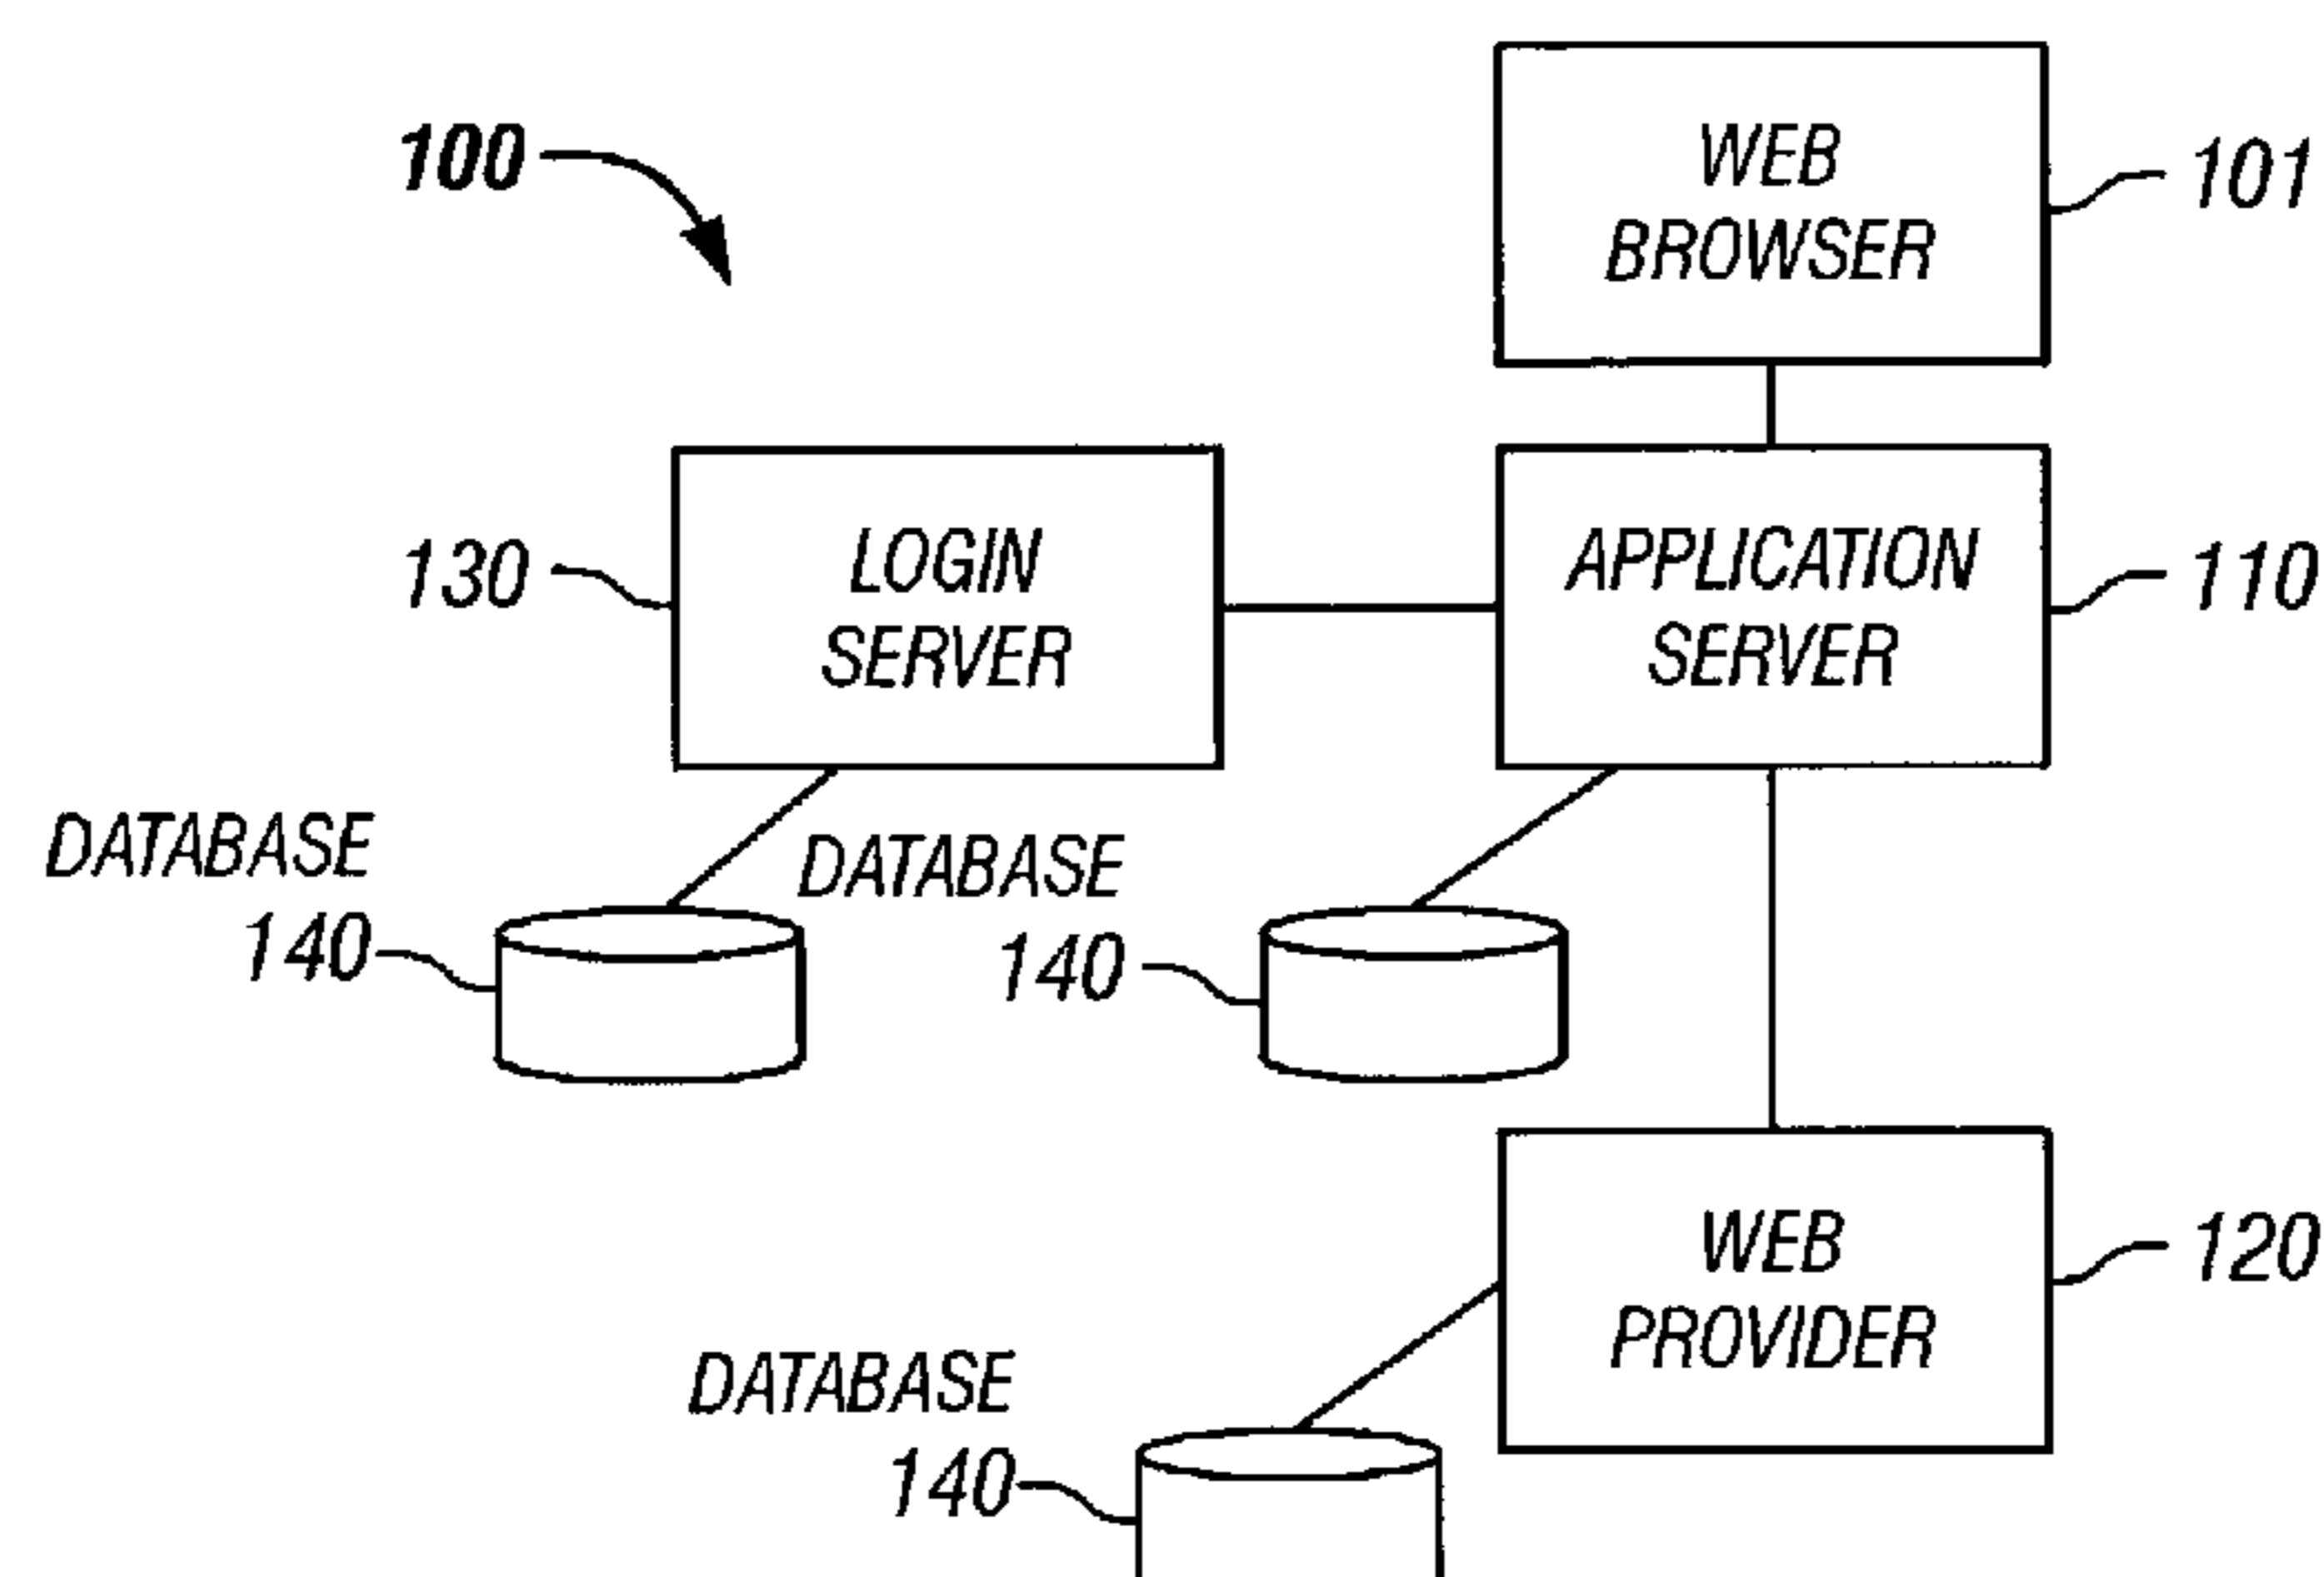 100
WEB
BROWSER
101
130
LOGIN
SERVER
APPLICATION
SERVER
110
DATABASE
140
DATABASE
140
WEB
PROVIDER
120
DATABASE
140